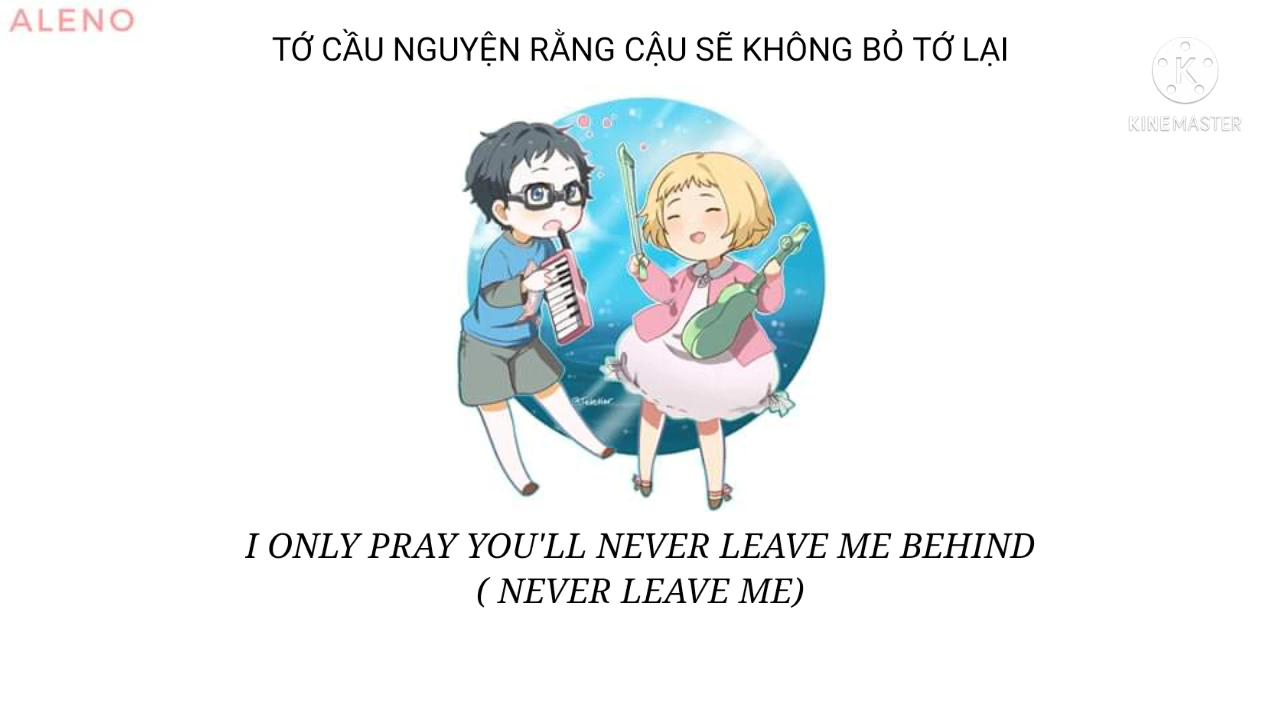 ALENO
TỚ CẦU NGUYỆN RẰNG CẬU SẼ KHÔNG BỎ TỚ LẠI
K
KINEMASTER
I ONLY PRAY YOU'LL NEVER LEAVE ME BEHIND
( NEVER LEAVE ME)